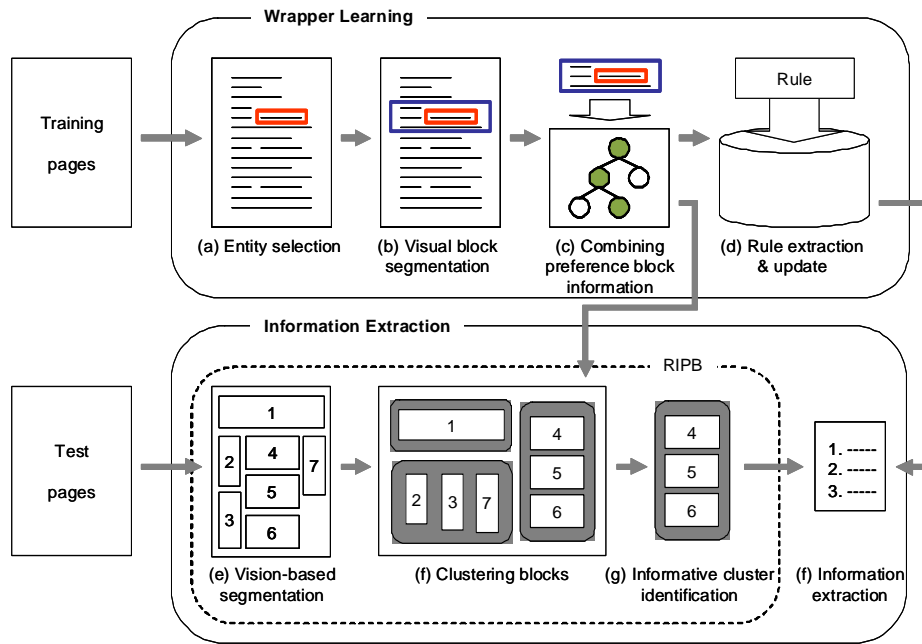 Wrapper Learning
Training
pages
Rule
(a) Entity selection
(b) Visual block
segmentation
(c) Combining
preference block
information
(d) Rule extraction
& update
Information Extraction
RIPB
Test
pages
1
2
3
4
5
6
7
1
2
3
7
4
5
6
4
5
6
1. -----
2. -----
3. -----
(e) Vision-based
segmentation
(f) Clustering blocks
(g) Informative cluster
identification
(f) Information
extraction